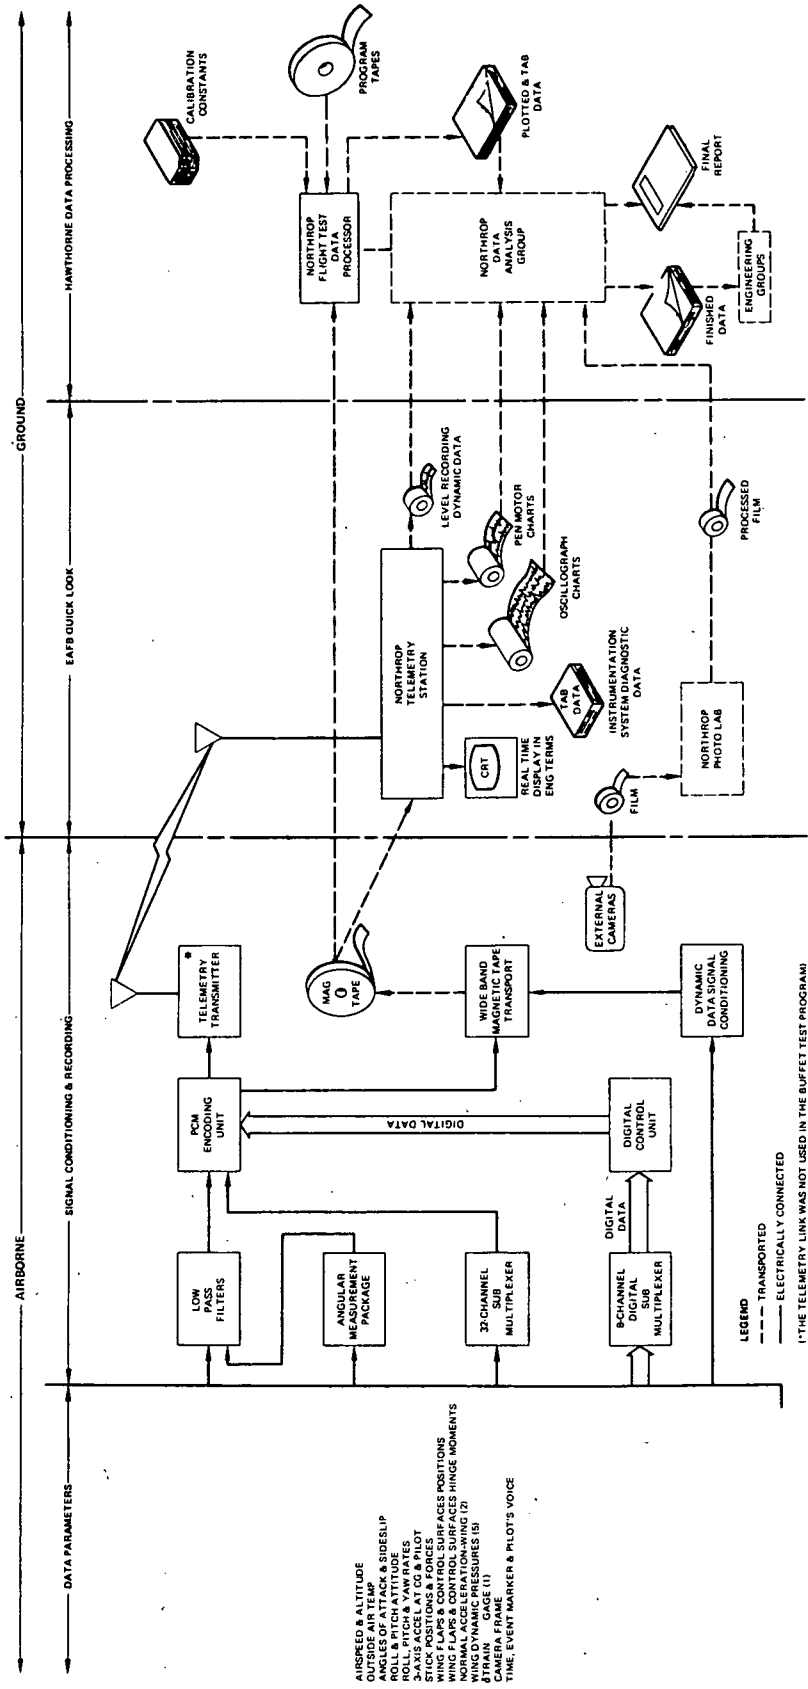 AIRBORNE
GROUND
DATA PARAMETERS
SIGNAL CONDITIONING & RECORDING
EAFB QUICK LOOK
HAWTHORNE DATA PROCESSING
AIRSPEED & ALTITUDE
OUTSIDE AIR TEMP
ANGLES OF ATTACK & SIDESLIP
ROLL & PITCH ATTITUDE
ROLL, PITCH & YAW RATES
3-AXIS ACCEL AT CG & PILOT
STICK POSITIONS & FORCES
WING FLAPS & CONTROL SURFACES POSITIONS
WING FLAPS & CONTROL SURFACES HINGE MOMENTS
NORMAL ACCELERATION-WING (2)
WING DYNAMIC PRESSURES (5)
STRAIN GAGE (1)
CAMERA FRAME
TIME, EVENT MARKER & PILOT'S VOICE
LOW
PASS
FILTERS
ANGULAR
MEASUREMENT
PACKAGE
32-CHANNEL
SUB
MULTIPLEXER
8-CHANNEL
DIGITAL
SUB
MULTIPLEXER
DIGITAL
DATA
PCM
ENCODING
UNIT
DIGITAL DATA
DIGITAL
CONTROL
UNIT
TELEMETRY
TRANSMITTER
*
MAG
TAPE
WIDE BAND
MAGNETIC TAPE
TRANSPORT
DYNAMIC
DATA SIGNAL
CONDITIONING
EXTERNAL
CAMERAS
FILM
NORTHROP
TELEMETRY
STATION
CRT
REAL TIME
DISPLAY IN
ENG TERMS
TAB
DATA
INSTRUMENTATION
SYSTEM DIAGNOSTIC
DATA
OSCILLOGRAPH
CHARTS
PEN MOTOR
CHARTS
LEVEL RECORDING
DYNAMIC DATA
NORTHROP
PHOTO LAB
PROCESSED
FILM
CALIBRATION
CONSTANTS
PROGRAM
TAPES
NORTHROP
FLIGHT TEST
DATA
PROCESSOR
PLOTTED & TAB
DATA
NORTHROP
DATA
ANALYSIS
GROUP
FINISHED
DATA
ENGINEERING
GROUPS
FINAL
REPORT
LEGEND
TRANSPORTED
ELECTRICALLY CONNECTED
(*THE TELEMETRY LINK WAS NOT USED IN THE BUFFET TEST PROGRAM)